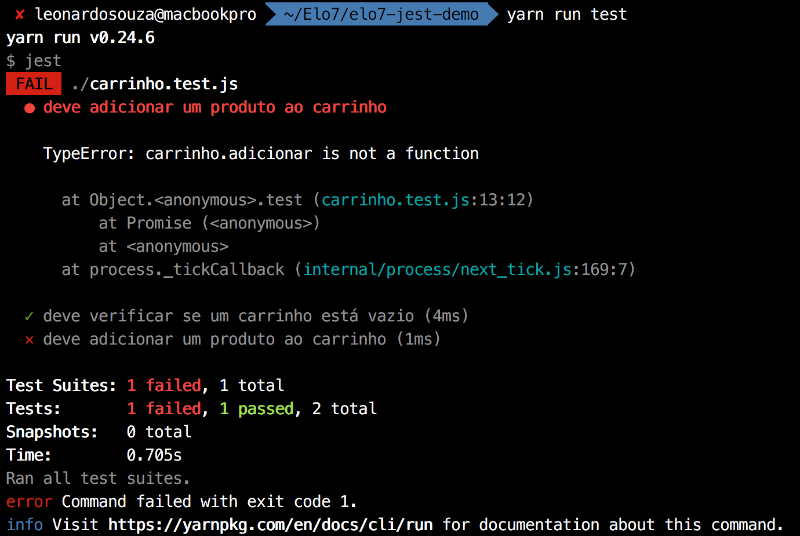 ✘ leonardosouza@macbookpro ~/Elo7/elo7-jest-demo yarn run test
yarn run v0.24.6
$ jest
FAIL ./carrinho.test.js
● deve adicionar um produto ao carrinho
TypeError: carrinho.adicionar is not a function
at Object.<anonymous>.test (carrinho.test.js:13:12)
at Promise (<anonymous>)
at <anonymous>
at process._tickCallback (internal/process/next_tick.js:169:7)
✓ deve verificar se um carrinho está vazio (4ms)
✕ deve adicionar um produto ao carrinho (1ms)
Test Suites: 1 failed, 1 total
Tests: 1 failed, 1 passed, 2 total
Snapshots: 0 total
Time: 0.705s
Ran all test suites.
error Command failed with exit code 1.
info Visit https://yarnpkg.com/en/docs/cli/run for documentation about this command.